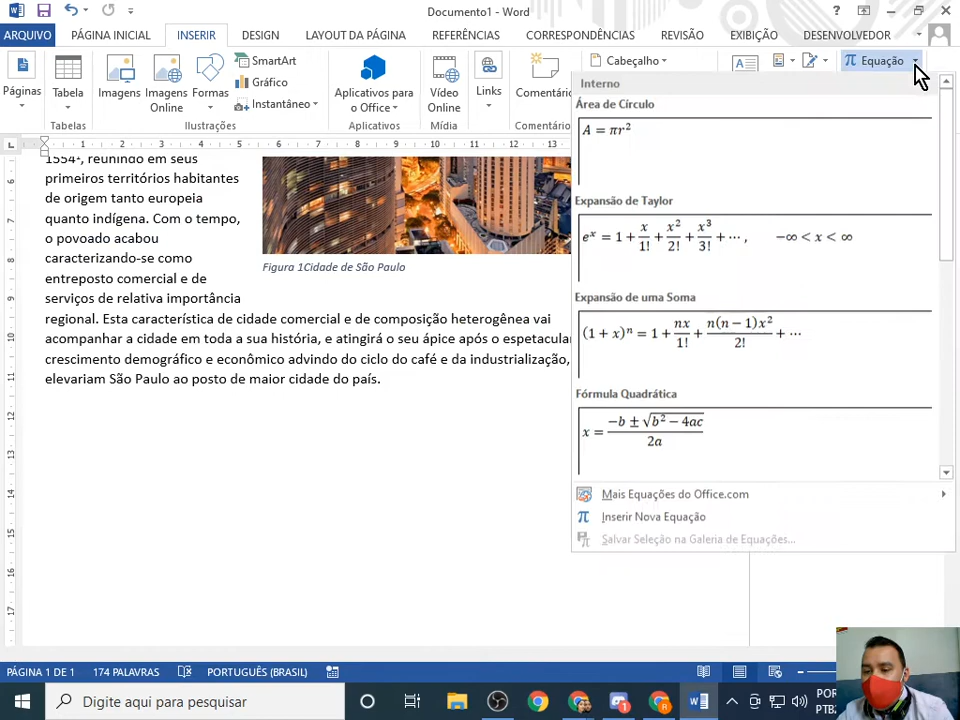 Documento1 - Word
ARQUIVO PÁGINA INICIAL INSERIR DESIGN LAYOUT DA PÁGINA REFERÊNCIAS CORRESPONDÊNCIAS REVISÃO EXIBIÇÃO DESENVOLVEDOR
Páginas
Tabela
Tabelas
Imagens
Imagens Online
Formas
SmartArt
Gráfico
Instantâneo
Ilustrações
Aplicativos para o Office
Aplicativos
Vídeo Online
Mídia
Links
Comentário
Comentários
Cabeçalho
π Equação
1554⁴, reunindo em seus
primeiros territórios habitantes
de origem tanto europeia
quanto indígena. Com o tempo,
o povoado acabou
caracterizando-se como
entreposto comercial e de
serviços de relativa importância
regional. Esta característica de cidade comercial e de composição heterogênea vai
acompanhar a cidade em toda a sua história, e atingirá o seu ápice após o espetacular
crescimento demográfico e econômico advindo do ciclo do café e da industrialização,
elevariam São Paulo ao posto de maior cidade do país.
Figura 1Cidade de São Paulo
Interno
Área de Círculo
A = πr²
Expansão de Taylor
eˣ = 1 + x/1! + x²/2! + x³/3! + ⋯ , −∞ < x < ∞
Expansão de uma Soma
(1 + x)ⁿ = 1 + nx/1! + n(n − 1)x²/2! + ⋯
Fórmula Quadrática
x = (−b ± √(b² − 4ac))/2a
Mais Equações do Office.com
π Inserir Nova Equação
Salvar Seleção na Galeria de Equações...
PÁGINA 1 DE 1 174 PALAVRAS PORTUGUÊS (BRASIL)
Digite aqui para pesquisar
POR
PTB2